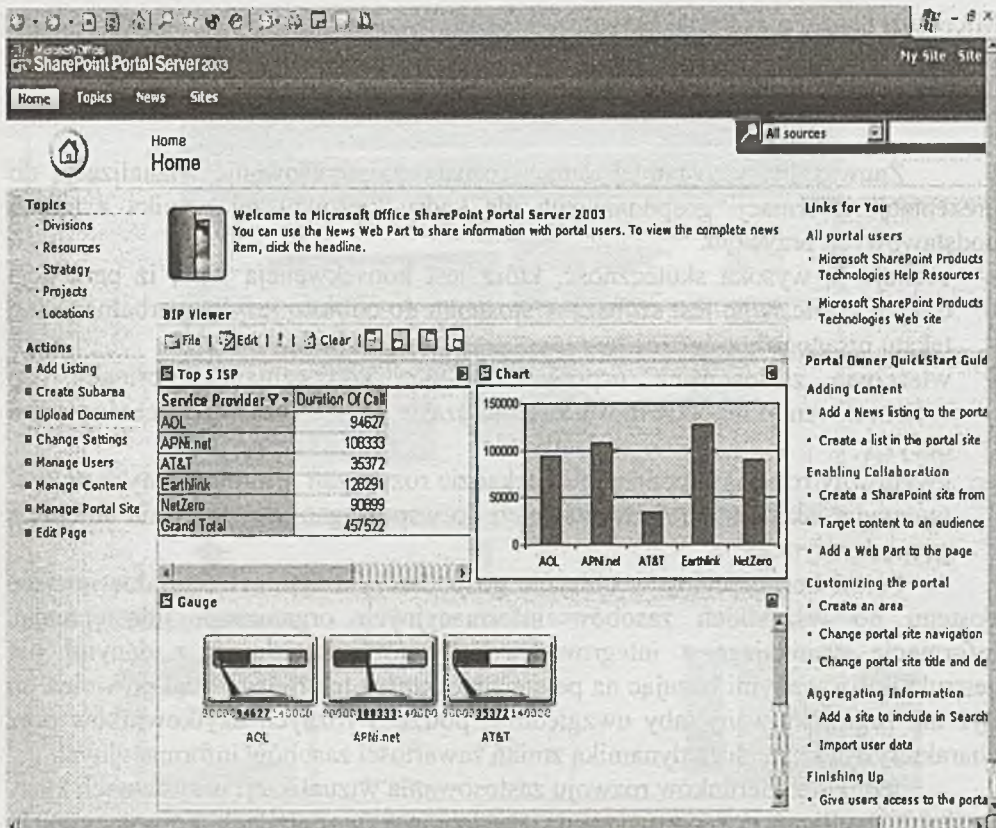 Microsoft Office
SharePoint Portal Server 2003
My Site Site
Home Topics News Sites
All sources
Home
Home
Topics
Divisions
Resources
Strategy
Projects
Locations
Actions
Add Listing
Create Subarea
Upload Document
Change Settings
Manage Users
Manage Content
Manage Portal Site
Edit Page
Welcome to Microsoft Office SharePoint Portal Server 2003
You can use the News Web Part to share information with portal users. To view the complete news
item, click the headline.
BIP Viewer
File | Edit | ! | Clear |
Top 5 ISP
Service Provider Duration Of Call
AOL 94627
APNi.net 108333
AT&T 35372
Earthlink 128291
NetZero 90899
Grand Total 457522
Chart
150000
100000
50000
0
AOL APNi.net AT&T Earthlink NetZero
Gauge
94627
108333
35372
AOL APNi.net AT&T
Links for You
All portal users
Microsoft SharePoint Products
Technologies Help Resources
Microsoft SharePoint Products
Technologies Web site
Portal Owner QuickStart Guid
Adding Content
Add a News listing to the porta
Create a list in the portal site
Enabling Collaboration
Create a SharePoint site from
Target content to an audience
Add a Web Part to the page
Customizing the portal
Create an area
Change portal site navigation
Change portal site title and de
Aggregating Information
Add a site to include in Search
Import user data
Finishing Up
Give users access to the porta